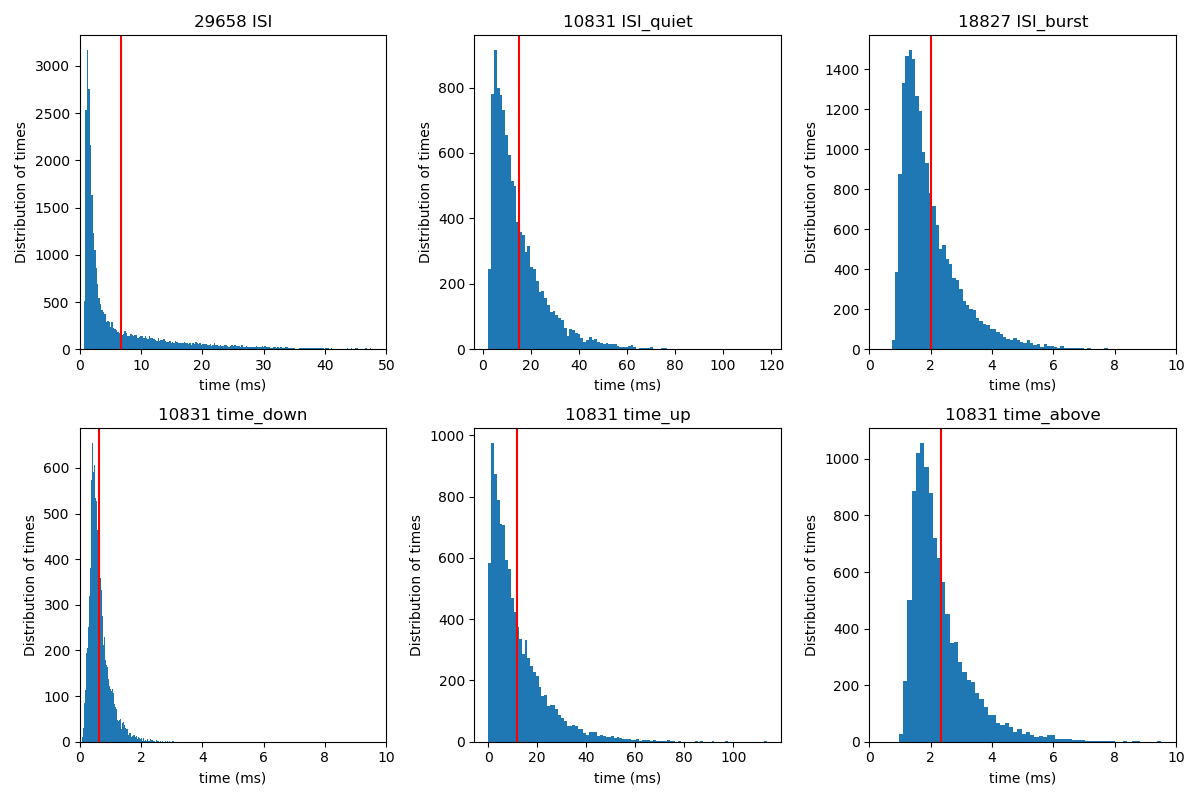 29658 ISI
Distribution of times
3000
2500
2000
1500
1000
500
0
0 10 20 30 40 50
time (ms)
10831 ISI_quiet
Distribution of times
800
600
400
200
0
0 20 40 60 80 100 120
time (ms)
18827 ISI_burst
Distribution of times
1400
1200
1000
800
600
400
200
0
0 2 4 6 8 10
time (ms)
10831 time_down
Distribution of times
600
500
400
300
200
100
0
0 2 4 6 8 10
time (ms)
10831 time_up
Distribution of times
1000
800
600
400
200
0
0 20 40 60 80 100
time (ms)
10831 time_above
Distribution of times
1000
800
600
400
200
0
0 2 4 6 8 10
time (ms)